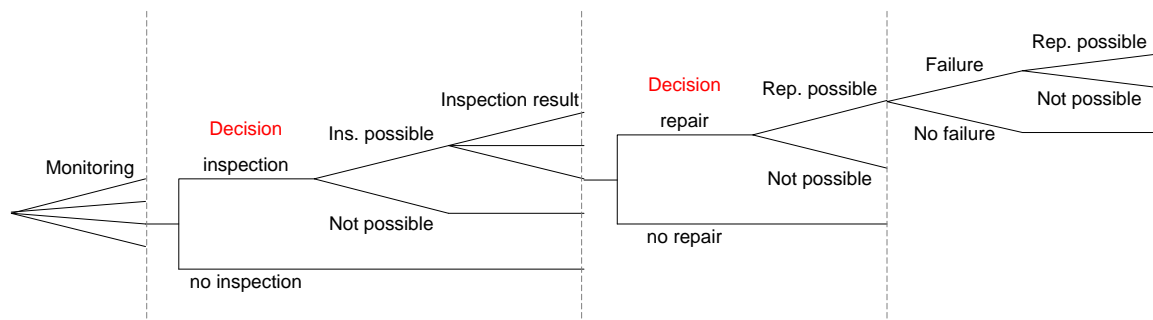 Monitoring
Decision
inspection
Ins. possible
Inspection result
Not possible
no inspection
Decision
repair
Rep. possible
Not possible
no repair
Failure
Rep. possible
Not possible
No failure